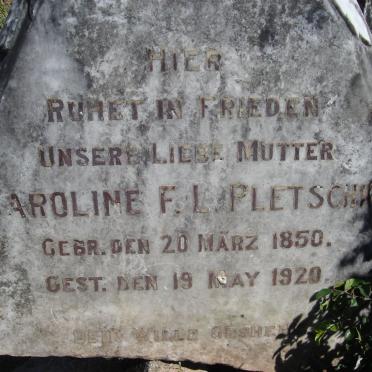 HIER
RUHET IN FRIEDEN
UNSERE LIEBE MUTTER
AROLINE F. L. PLETSCH
GEBR. DEN 20 MÄRZ 1850.
GEST. DEN 19 MAY 1920.
DEIN WILLE GESHEHE